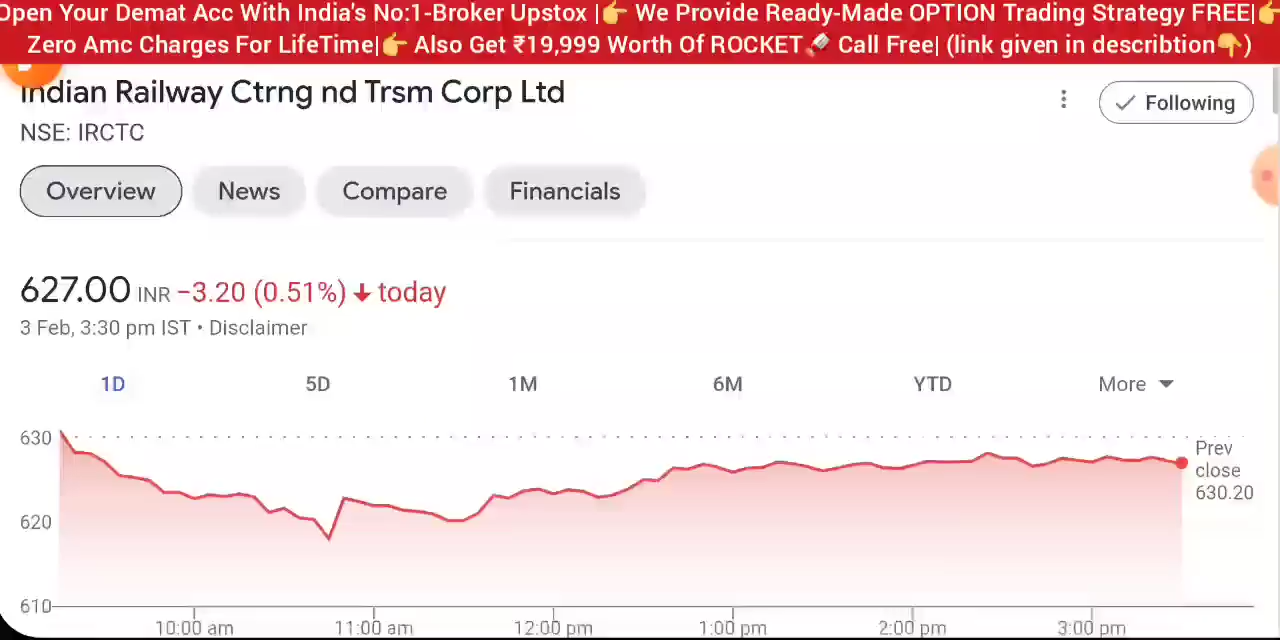 Open Your Demat Acc With India's No:1-Broker Upstox |👉 We Provide Ready-Made OPTION Trading Strategy FREE|👉
Zero Amc Charges For LifeTime|👉 Also Get ₹19,999 Worth Of ROCKET🚀 Call Free| (link given in describtion👇)
Indian Railway Ctrng nd Trsm Corp Ltd
Following
NSE: IRCTC
Overview News Compare Financials
627.00 INR −3.20 (0.51%) ↓ today
3 Feb, 3:30 pm IST • Disclaimer
1D 5D 1M 6M YTD More
630
Prev
close
630.20
620
610
10:00 am 11:00 am 12:00 pm 1:00 pm 2:00 pm 3:00 pm